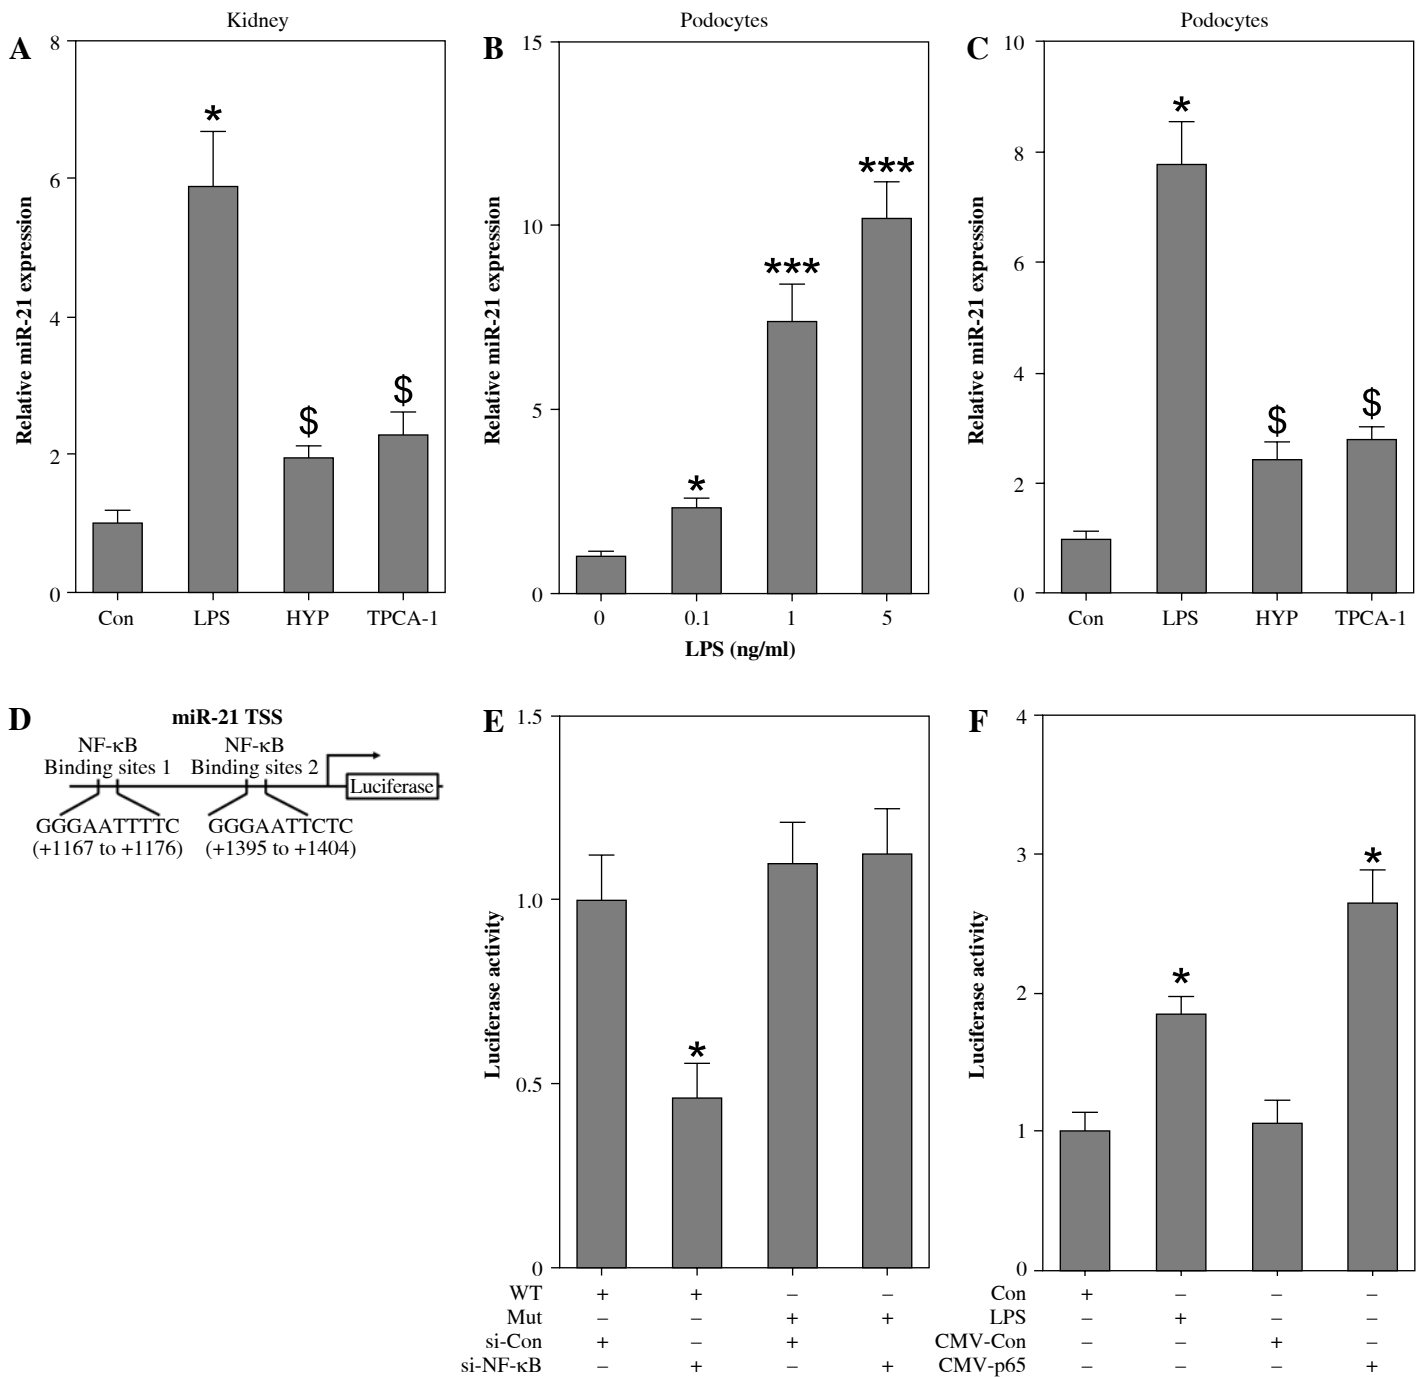 Kidney
A
8
6
4
2
0
Relative miR-21 expression
*
$
$
Con LPS HYP TPCA-1
Podocytes
B
15
10
5
0
Relative miR-21 expression
*
***
***
0 0.1 1 5
LPS (ng/ml)
Podocytes
C
10
8
6
4
2
0
Relative miR-21 expression
*
$
$
Con LPS HYP TPCA-1
D
miR-21 TSS
NF-κB NF-κB
Binding sites 1 Binding sites 2
Luciferase
GGGAATTTTC GGGAATTCTC
(+1167 to +1176) (+1395 to +1404)
E
1.5
1.0
0.5
0
Luciferase activity
*
WT + + – –
Mut – – + +
si-Con + – + –
si-NF-κB – + – +
F
4
3
2
1
0
Luciferase activity
*
*
Con + – – –
LPS – + – –
CMV-Con – – + –
CMV-p65 – – – +